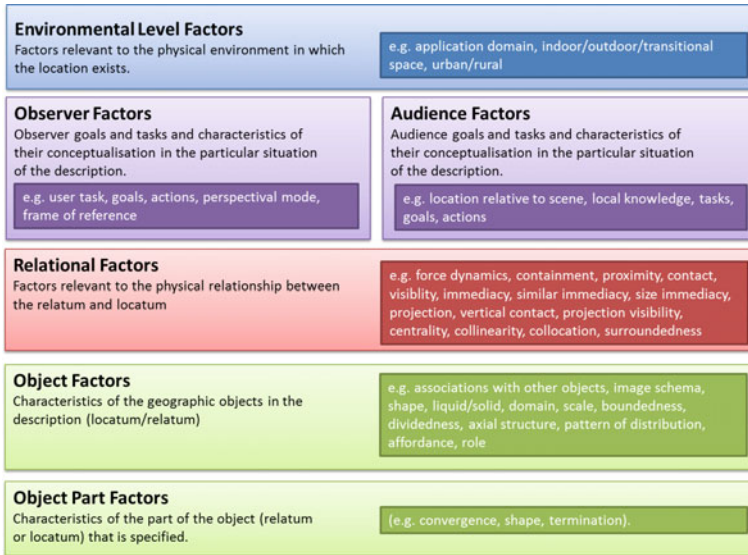 Environmental Level Factors
Factors relevant to the physical environment in which
the location exists.
e.g. application domain, indoor/outdoor/transitional
space, urban/rural
Observer Factors
Observer goals and tasks and characteristics of
their conceptualisation in the particular situation
of the description.
e.g. user task, goals, actions, perspectival mode,
frame of reference
Audience Factors
Audience goals and tasks and characteristics of
their conceptualisation in the particular situation
of the description.
e.g. location relative to scene, local knowledge, tasks,
goals, actions
Relational Factors
Factors relevant to the physical relationship between
the relatum and locatum
e.g. force dynamics, containment, proximity, contact,
visiblity, immediacy, similar immediacy, size immediacy,
projection, vertical contact, projection visibility,
centrality, collinearity, collocation, surroundedness
Object Factors
Characteristics of the geographic objects in the
description (locatum/relatum)
e.g. associations with other objects, image schema,
shape, liquid/solid, domain, scale, boundedness,
dividedness, axial structure, pattern of distribution,
affordance, role
Object Part Factors
Characteristics of the part of the object (relatum
or locatum) that is specified.
(e.g. convergence, shape, termination).